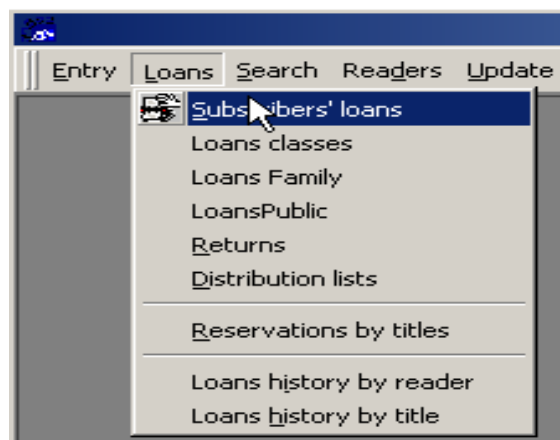 Entry Loans Search Readers Update
Subscribers' loans
Loans classes
Loans Family
LoansPublic
Returns
Distribution lists
Reservations by titles
Loans history by reader
Loans history by title